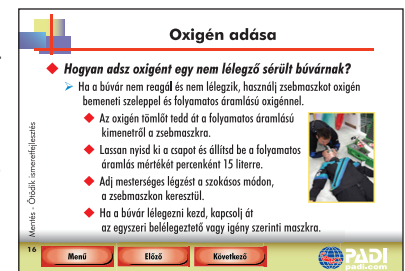 Oxigén adása
Hogyan adsz oxigént egy nem lélegző sérült búvárnak?
Ha a búvár nem reagál és nem lélegzik, használj zsebmaszkot oxigén
bemeneti szeleppel és folyamatos áramlású oxigénnel.
Az oxigén tömlőt tedd át a folyamatos áramlású
kimenetről a zsebmaszkra.
Lassan nyisd ki a csapot és állítsd be a folyamatos
áramlás mértékét percenként 15 literre.
Adj mesterséges légzést a szokásos módon,
a zsebmaszkon keresztül.
Ha a búvár lélegezni kezd, kapcsolj át
az egyszeri belélegeztető vagy igény szerinti maszkra.
Mentés - Ötödik ismeretfejlesztés
16
Menü
Előző
Következő
PADI
padi.com